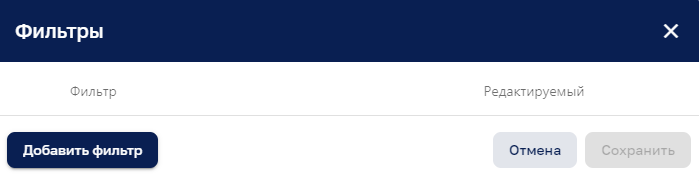 Фильтры
Фильтр Редактируемый
Добавить фильтр Отмена Сохранить